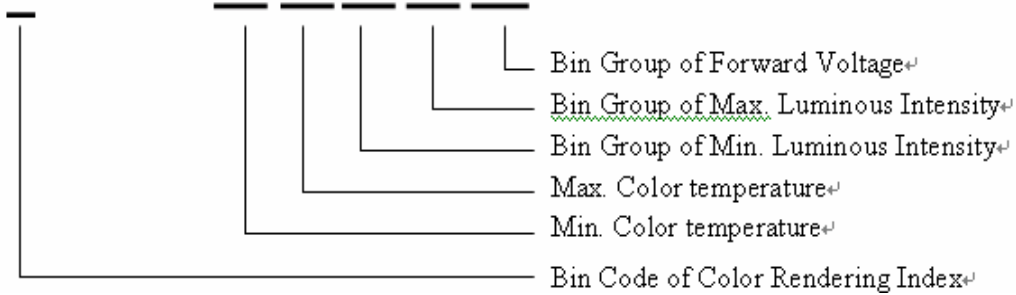 Bin Group of Forward Voltage↵
Bin Group of Max. Luminous Intensity↵
Bin Group of Min. Luminous Intensity↵
Max. Color temperature↵
Min. Color temperature↵
Bin Code of Color Rendering Index↵